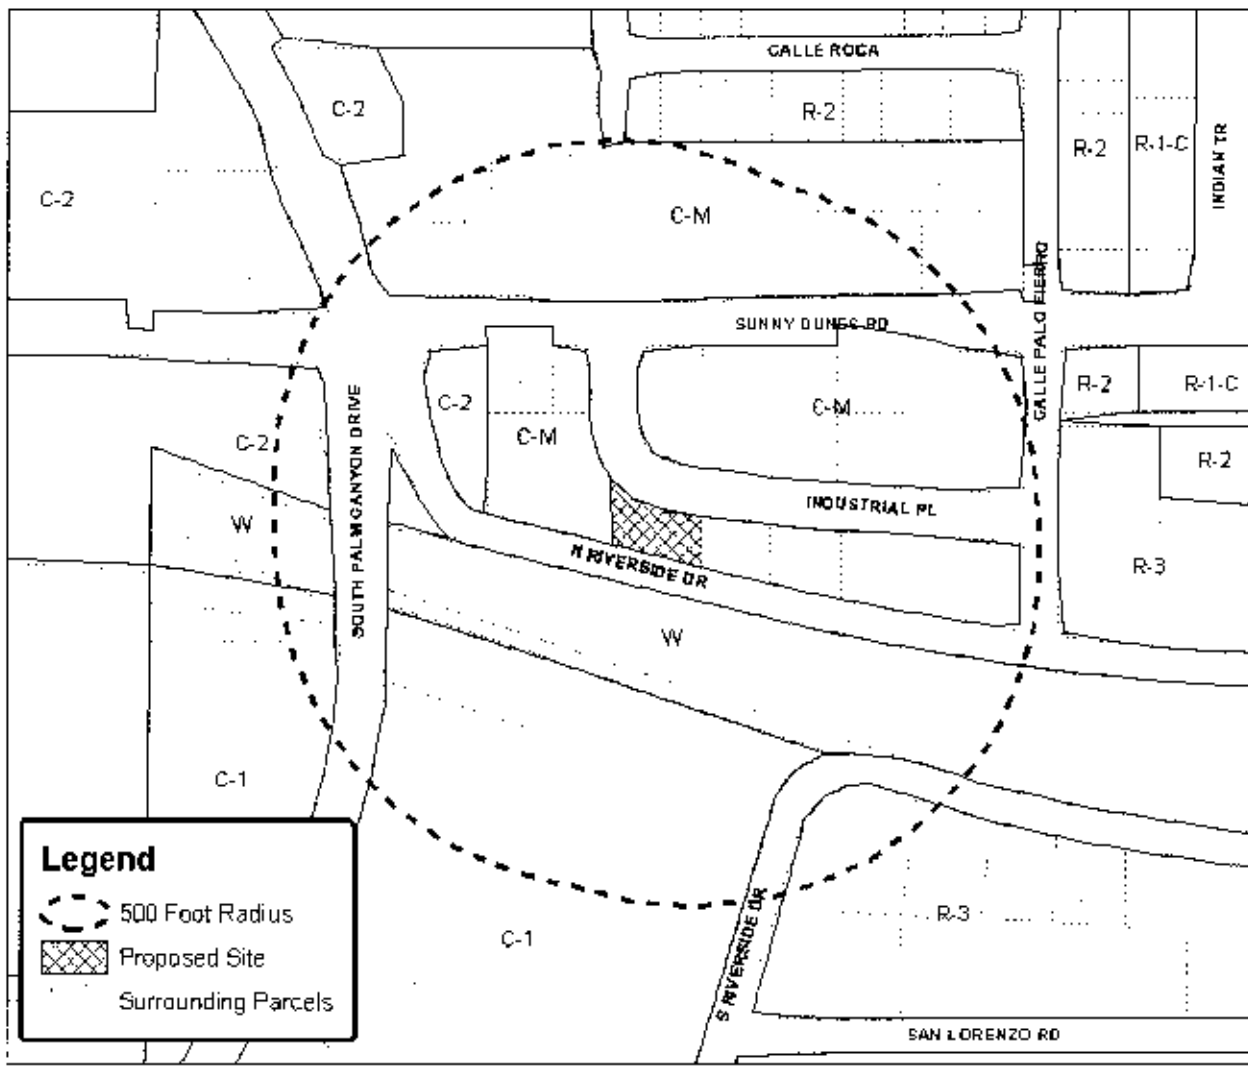 CALLE ROCA
C-2
R-2
R-2
R-1-C
INDIAN TR
C-2
C-M
CALLE PALO FIERRO
SUNNY DUNES RD
SOUTH PALM CANYON DRIVE
C-2
C-M
R-2
R-1-C
C-2
C-M
R-2
INDUSTRIAL PL
W
N RIVERSIDE DR
R-3
W
C-1
Legend
500 Foot Radius
Proposed Site
Surrounding Parcels
C-1
S RIVERSIDE DR
R-3
SAN LORENZO RD